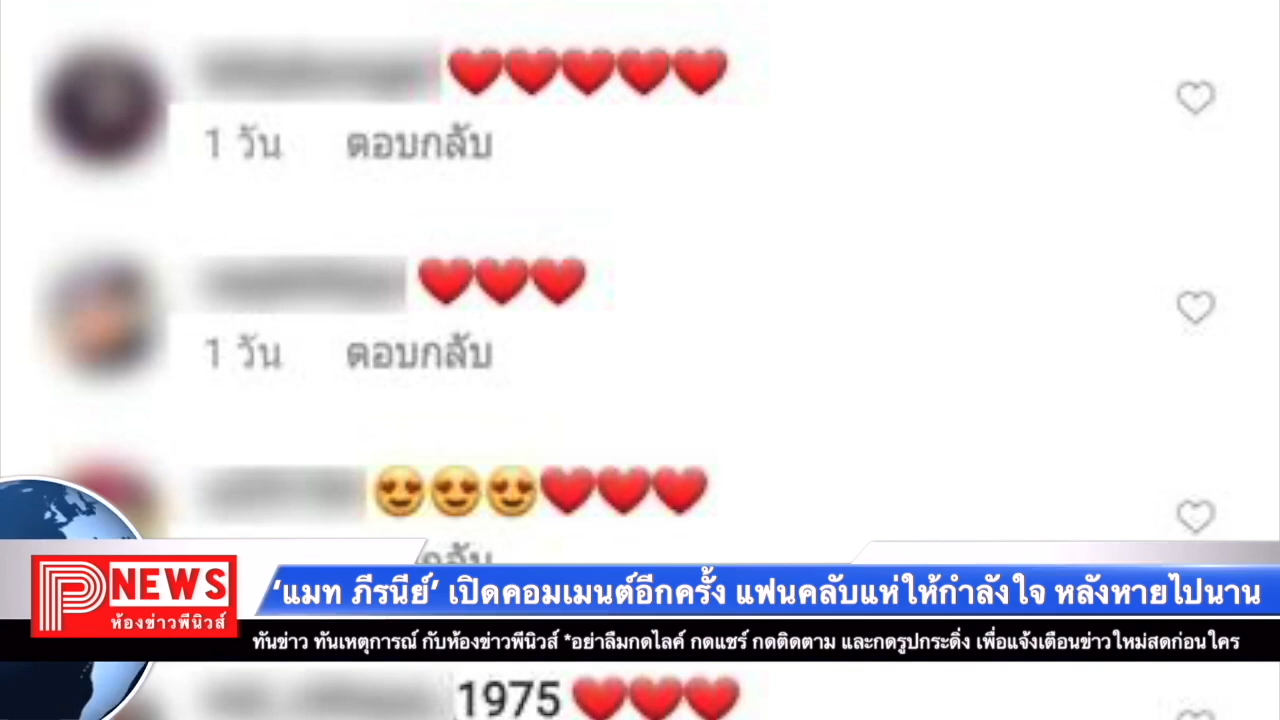 ❤️❤️❤️❤️❤️
1 วัน ตอบกลับ
❤️❤️❤️
1 วัน ตอบกลับ
😍😍😍❤️❤️❤️
P NEWS
ห้องข่าวพีนิวส์
‘แมท ภีรนีย์’ เปิดคอมเมนต์อีกครั้ง แฟนคลับแห่ให้กำลังใจ หลังหายไปนาน
ทันข่าว ทันเหตุการณ์ กับห้องข่าวพีนิวส์ *อย่าลืมกดไลค์ กดแชร์ กดติดตาม และกดรูปกระดิ่ง เพื่อแจ้งเตือนข่าวใหม่สดก่อนใคร
1975 ❤️❤️❤️